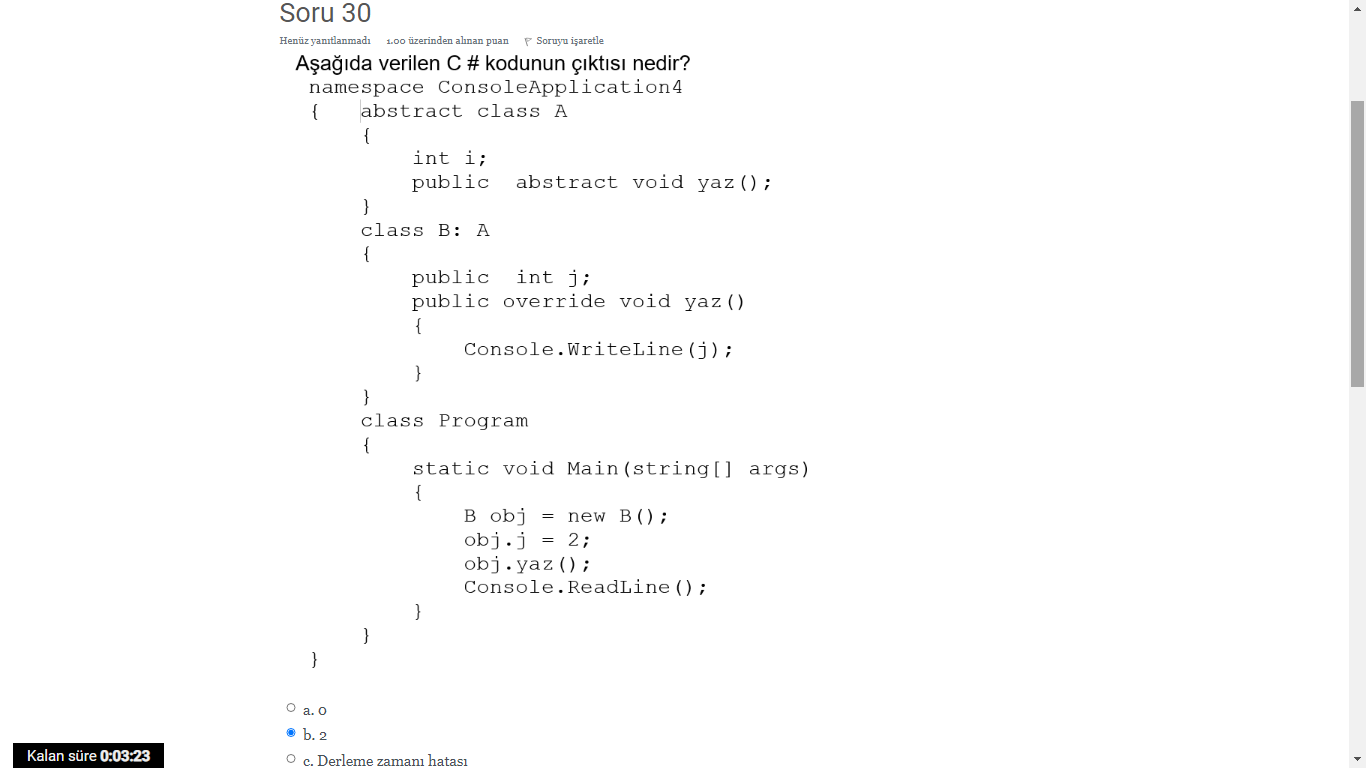 Soru 30
Henüz yanıtlanmadı 1.00 üzerinden alınan puan Soruyu işaretle
Aşağıda verilen C # kodunun çıktısı nedir?
namespace ConsoleApplication4
{ abstract class A
{
int i;
public abstract void yaz();
}
class B: A
{
public int j;
public override void yaz()
{
Console.WriteLine(j);
}
}
class Program
{
static void Main(string[] args)
{
B obj = new B();
obj.j = 2;
obj.yaz();
Console.ReadLine();
}
}
}
a. 0
b. 2
c. Derleme zamanı hatası
Kalan süre 0:03:23